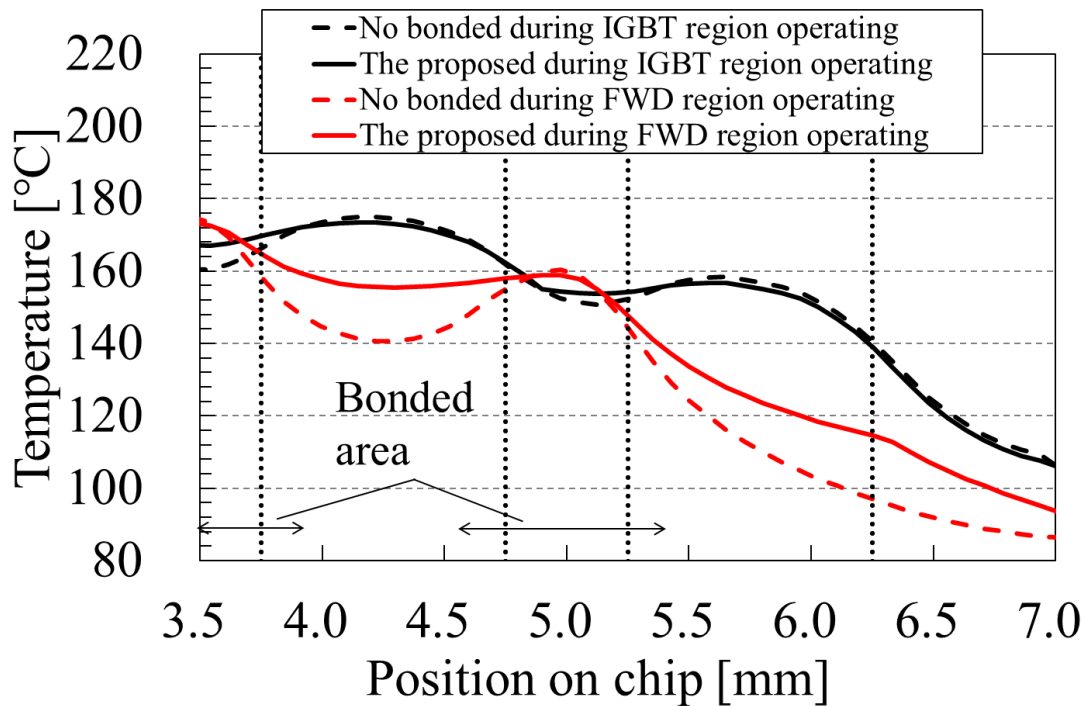 No bonded during IGBT region operating
The proposed during IGBT region operating
No bonded during FWD region operating
The proposed during FWD region operating
Temperature [°C]
220
200
180
160
140
120
100
80
Bonded
area
3.5 4.0 4.5 5.0 5.5 6.0 6.5 7.0
Position on chip [mm]